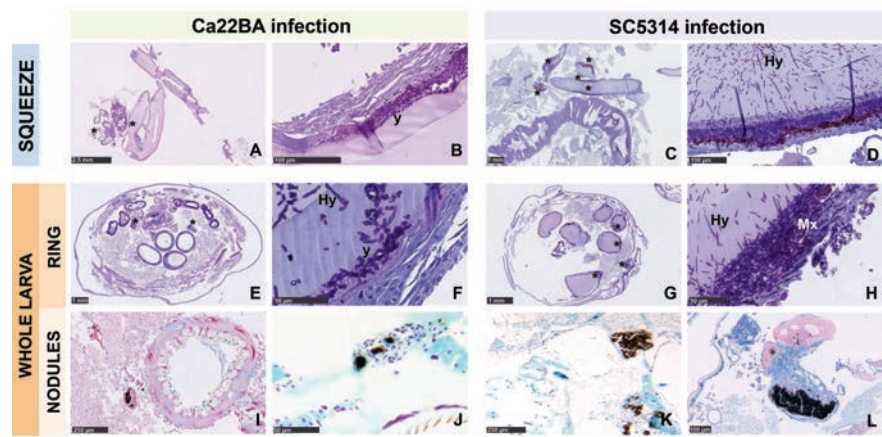 Ca22BA infection
SC5314 infection
SQUEEZE
2.5 mm
A
100 µm
y
B
C
Hy
100 µm
D
WHOLE LARVA
RING
1 mm
E
Hy
y
50 µm
F
1 mm
G
Hy
Mx
50 µm
H
NODULES
250 µm
I
50 µm
J
250 µm
K
100 µm
L